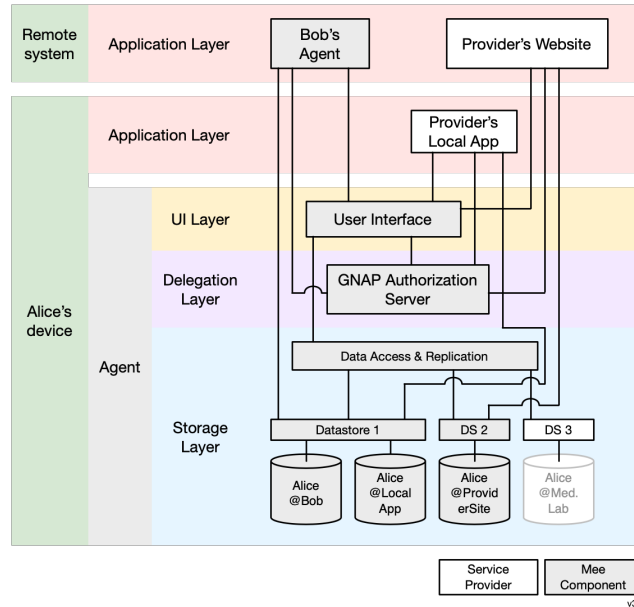 Remote
system
Application Layer
Bob's
Agent
Provider's Website
Application Layer
Provider's
Local App
UI Layer
User Interface
Delegation
Layer
GNAP Authorization
Server
Alice's
device
Agent
Data Access & Replication
Storage
Layer
Datastore 1
DS 2
DS 3
Alice
@Bob
Alice
@Local
App
Alice
@Provid
erSite
Alice
@Med.
Lab
Service
Provider
Mee
Component